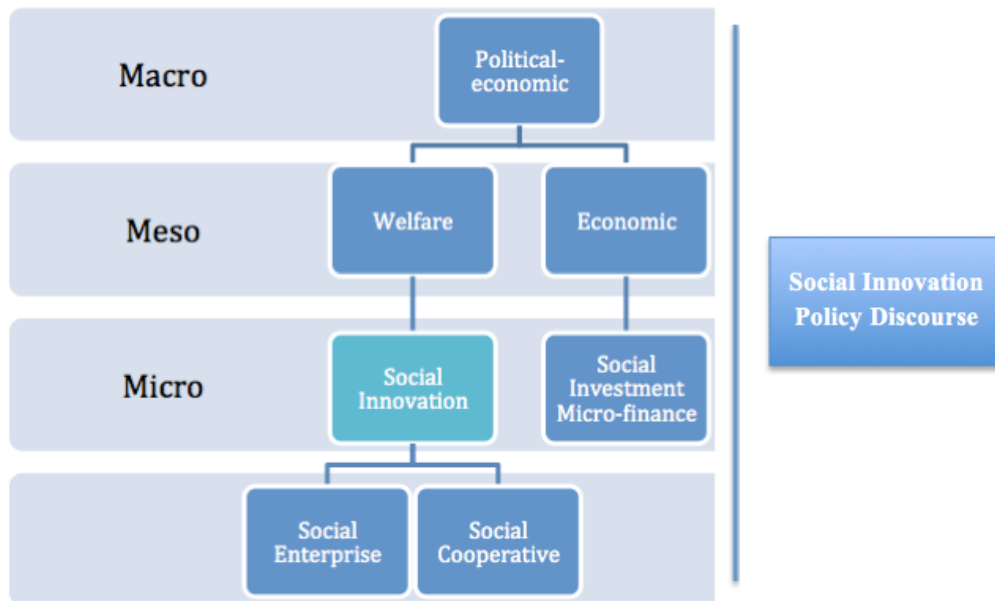 Macro
Political-
economic
Meso
Welfare
Economic
Social Innovation
Policy Discourse
Micro
Social
Innovation
Social
Investment
Micro-finance
Social
Enterprise
Social
Cooperative